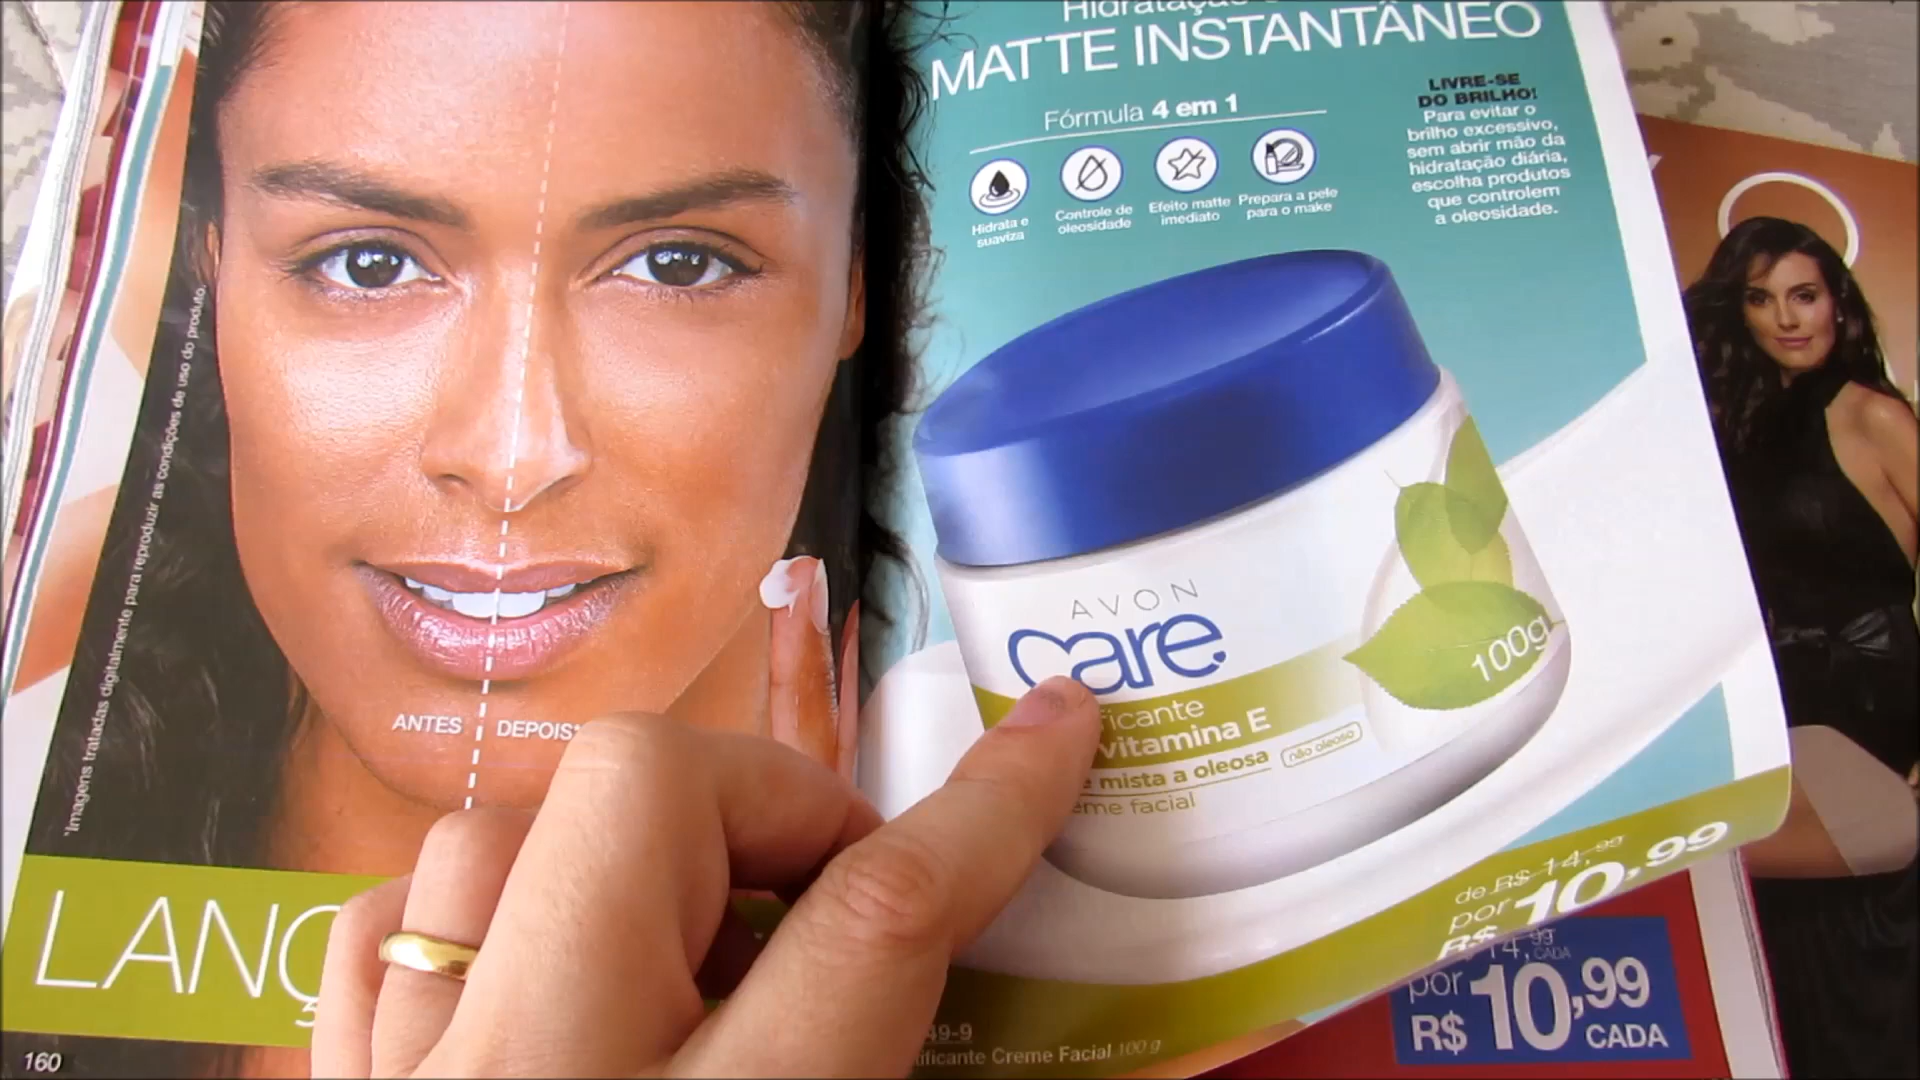 *Imagens tratadas digitalmente para reproduzir as condições de uso do produto.
ANTES DEPOIS*
160
MATTE INSTANTÂNEO
Fórmula 4 em 1
Hidrata e
suaviza
Controle de
oleosidade
Efeito matte
imediato
Prepara a pele
para o make
LIVRE-SE
DO BRILHO!
Para evitar o
brilho excessivo,
sem abrir mão da
hidratação diária,
escolha produtos
que controlem
a oleosidade.
AVON
care
ficante
vitamina E
mista a oleosa
não oleoso
facial
100g
de R$ 14,99
por
R$ 10,99
49-9
ificante Creme Facial 100 g
14,99
CADA
por
R$ 10,99
CADA